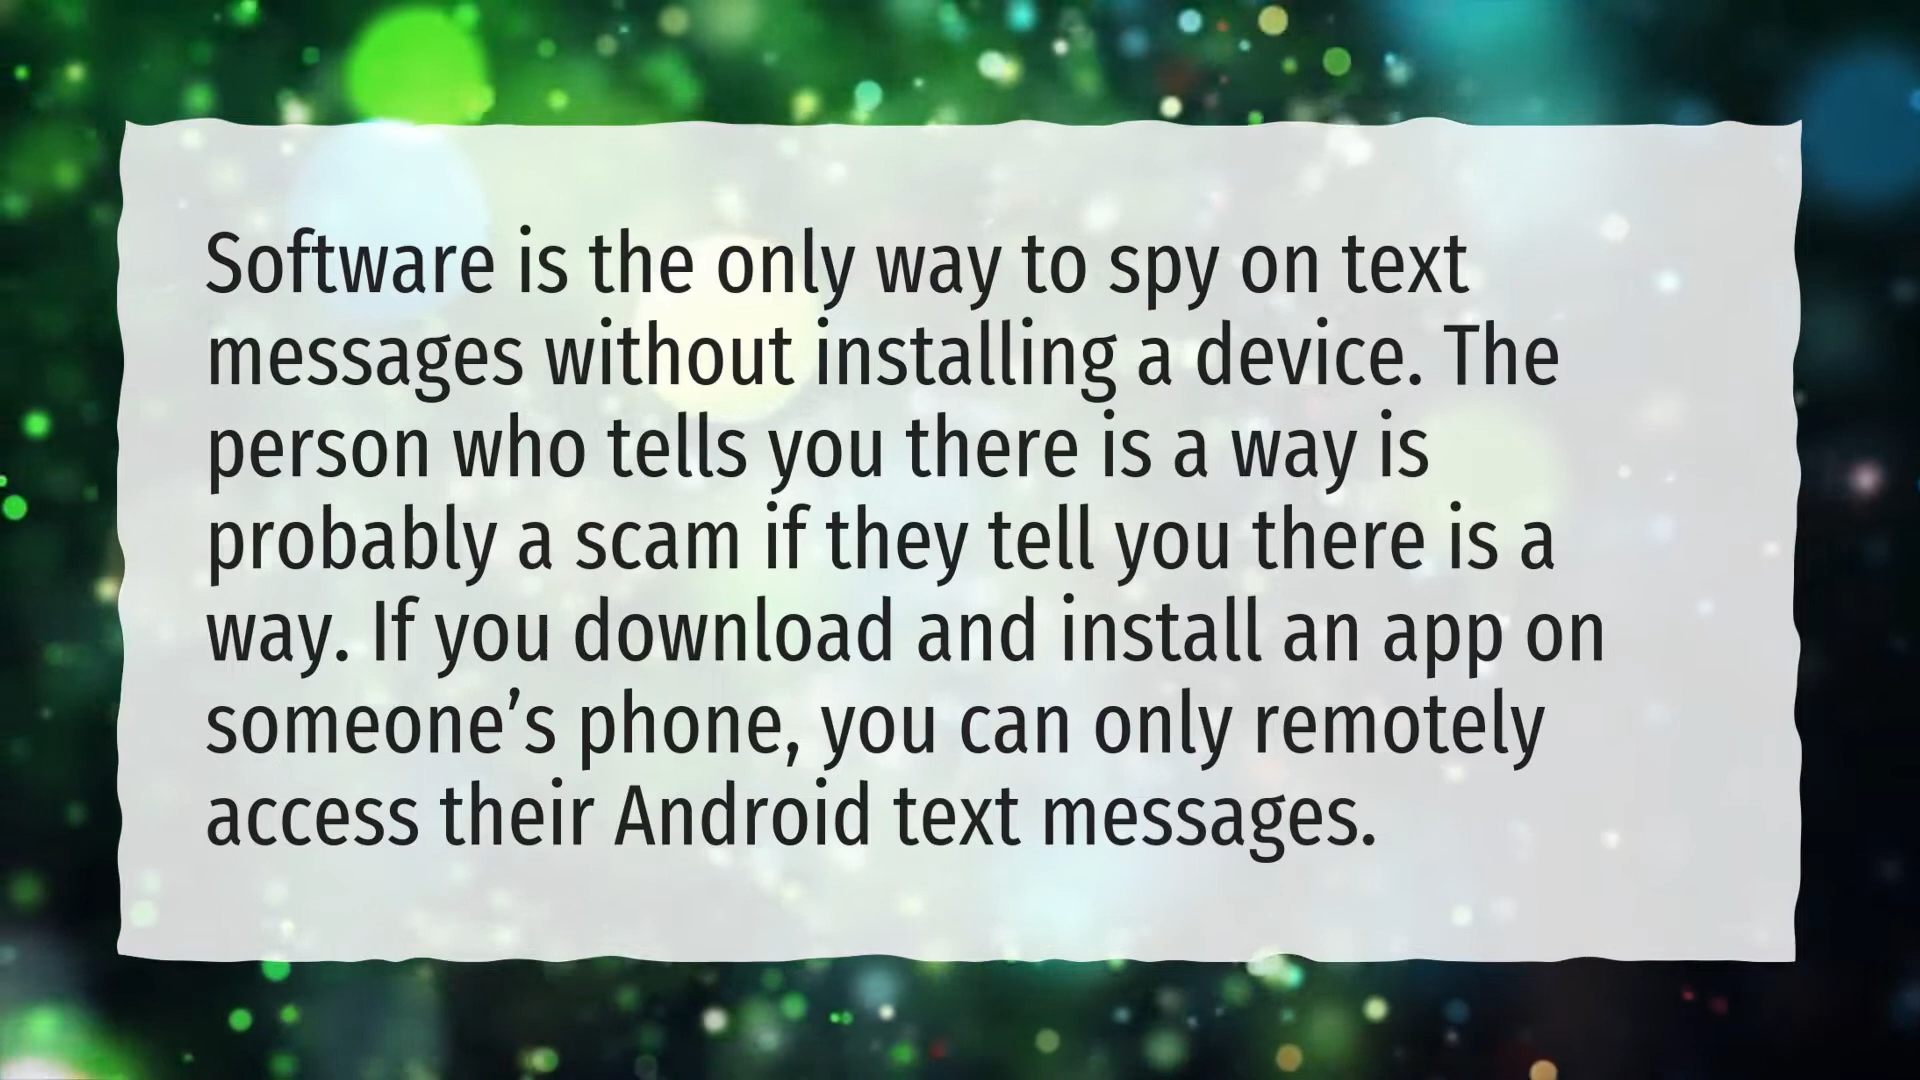 Software is the only way to spy on text
messages without installing a device. The
person who tells you there is a way is
probably a scam if they tell you there is a
way. If you download and install an app on
someone’s phone, you can only remotely
access their Android text messages.